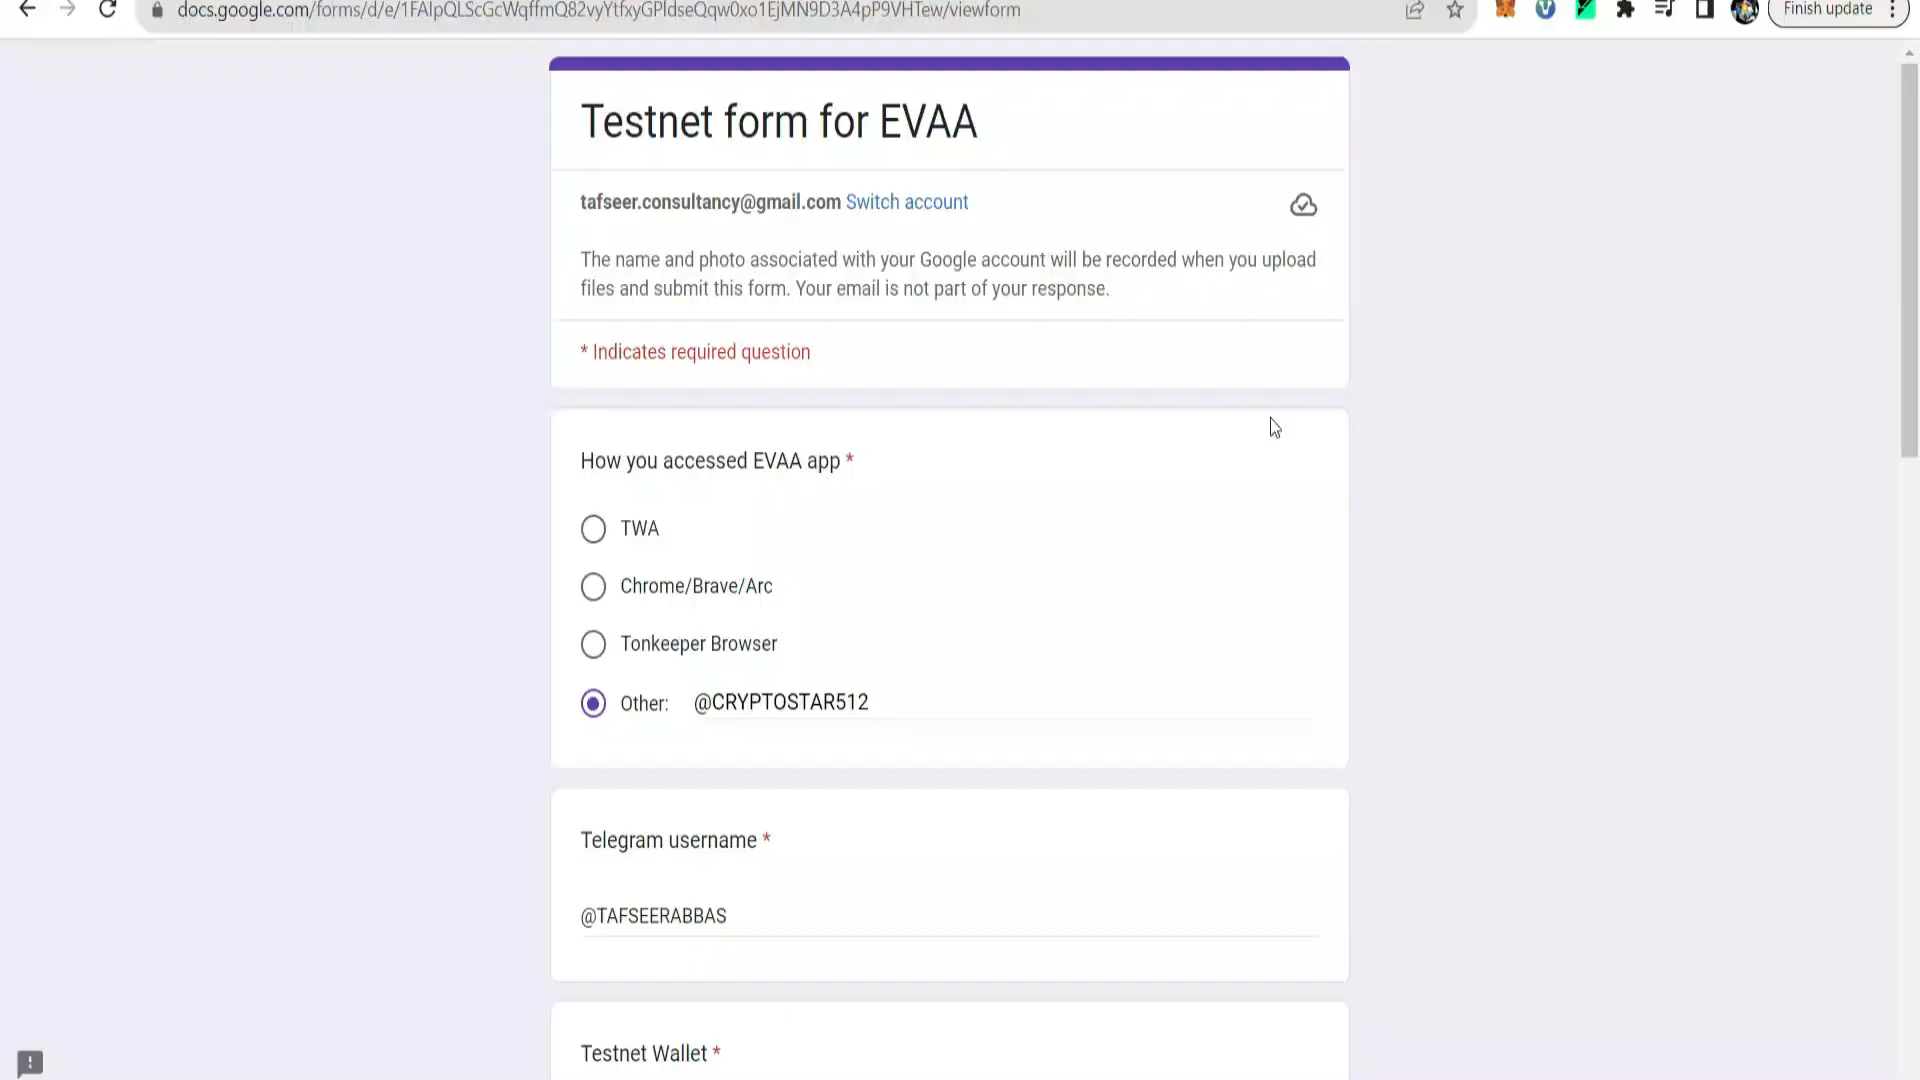 docs.google.com/forms/d/e/1FAIpQLScGcWqffmQ82vyYtfxyGPldseQqw0xo1EjMN9D3A4pP9VHTew/viewform
Finish update
Testnet form for EVAA
tafseer.consultancy@gmail.com Switch account
The name and photo associated with your Google account will be recorded when you upload
files and submit this form. Your email is not part of your response.
* Indicates required question
How you accessed EVAA app *
TWA
Chrome/Brave/Arc
Tonkeeper Browser
Other: @CRYPTOSTAR512
Telegram username *
@TAFSEERABBAS
Testnet Wallet *